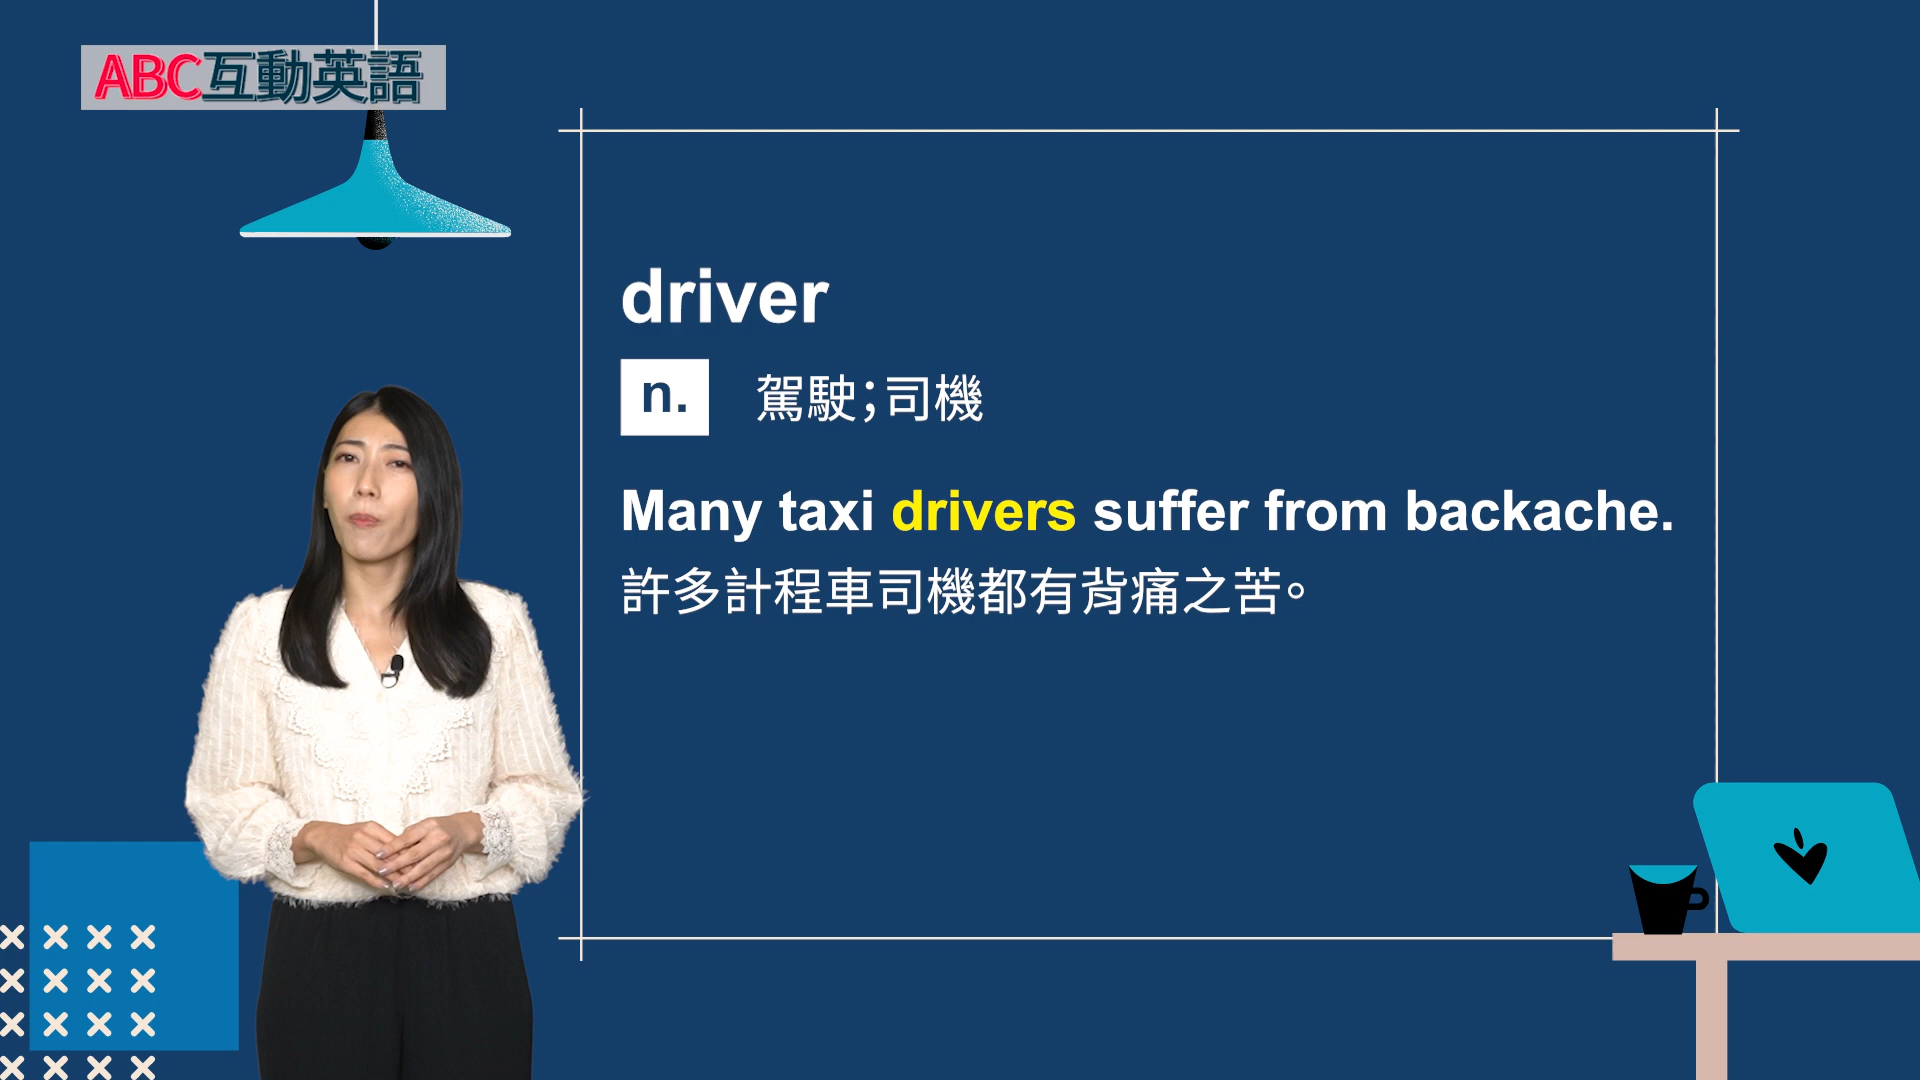 ABC互動英語
driver
n. 駕駛;司機
Many taxi drivers suffer from backache.
許多計程車司機都有背痛之苦。